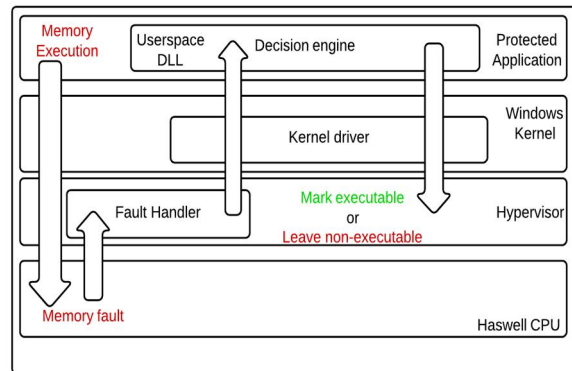 Memory
Execution
Userspace
DLL
Decision engine
Protected
Application
Windows
Kernel
Kernel driver
Fault Handler
Mark executable
or
Leave non-executable
Hypervisor
Memory fault
Haswell CPU